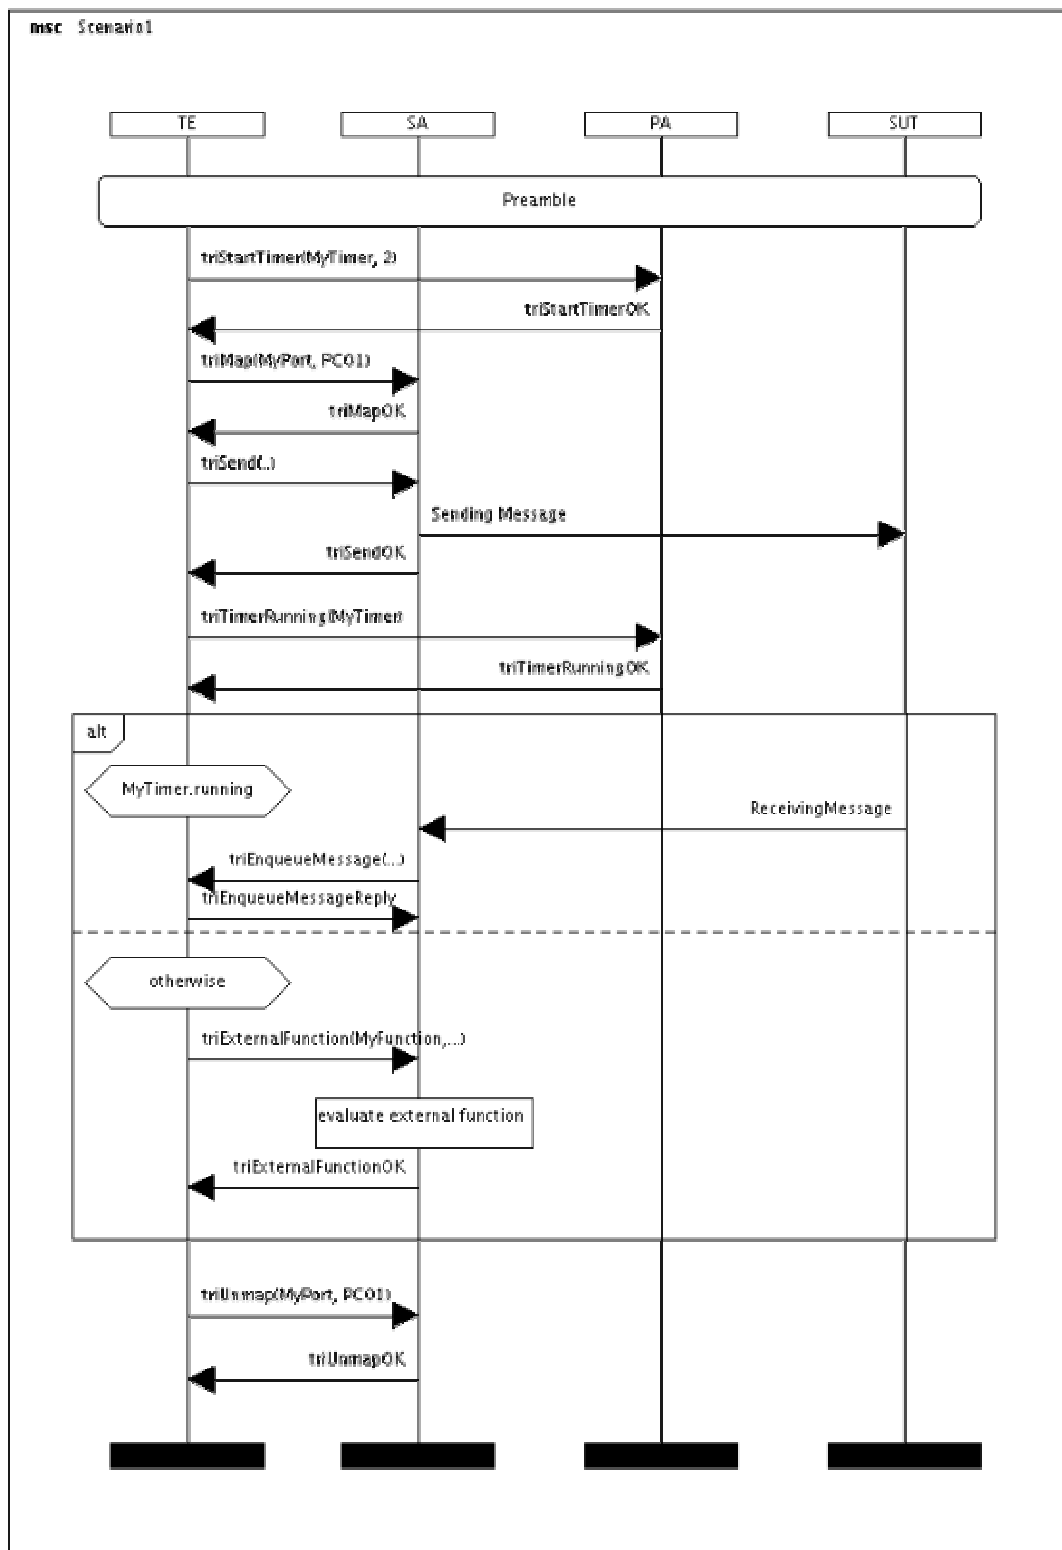 msc Scenario1
TE SA PA SUT
Preamble
triStartTimer(MyTimer, 2)
triStartTimerOK
triMap(MyPort, PCO1)
triMapOK
triSend(..)
Sending Message
triSendOK
triTimerRunning(MyTimer)
triTimerRunningOK
alt
MyTimer.running
ReceivingMessage
triEnqueueMessage(...)
triEnqueueMessageReply
otherwise
triExternalFunction(MyFunction,...)
evaluate external function
triExternalFunctionOK
triUnmap(MyPort, PCO1)
triUnmapOK